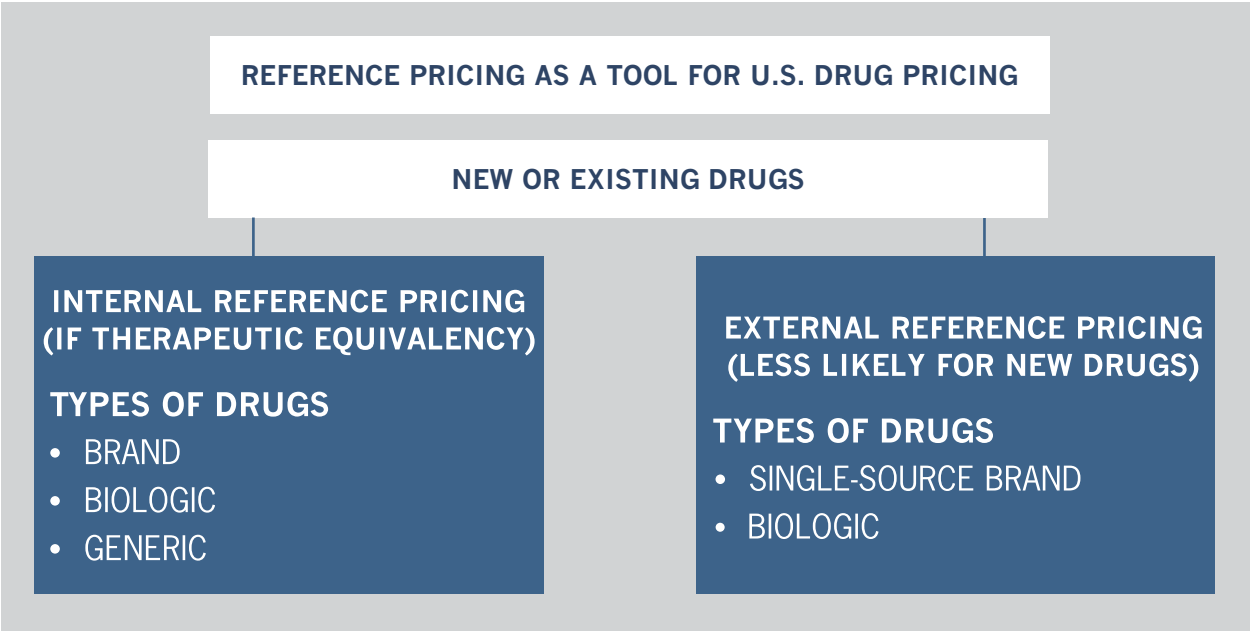 REFERENCE PRICING AS A TOOL FOR U.S. DRUG PRICING
NEW OR EXISTING DRUGS
INTERNAL REFERENCE PRICING
(IF THERAPEUTIC EQUIVALENCY)
TYPES OF DRUGS
• BRAND
• BIOLOGIC
• GENERIC
EXTERNAL REFERENCE PRICING
(LESS LIKELY FOR NEW DRUGS)
TYPES OF DRUGS
• SINGLE-SOURCE BRAND
• BIOLOGIC